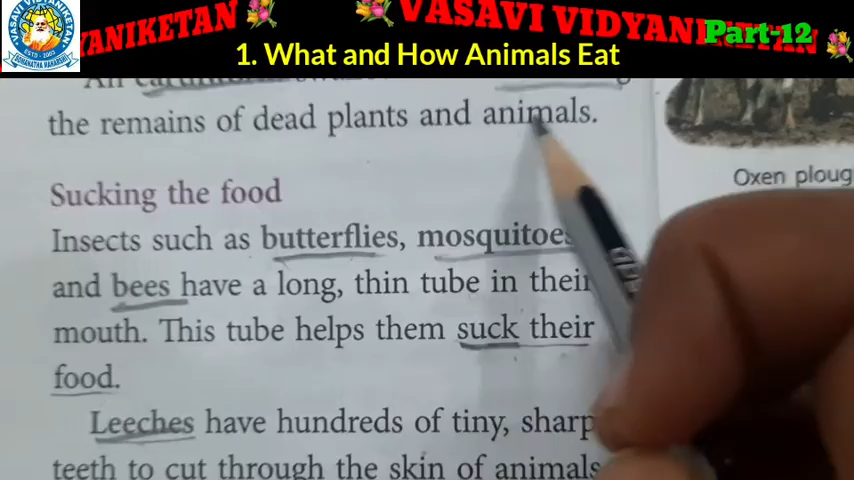 VASAVI VIDYANIKETAN
YANIKETAN
Part-12
1. What and How Animals Eat
the remains of dead plants and animals.
Oxen ploug
Sucking the food
Insects such as butterflies, mosquitoes
and bees have a long, thin tube in their
mouth. This tube helps them suck their
food.
Leeches have hundreds of tiny, sharp
teeth to cut through the skin of animals